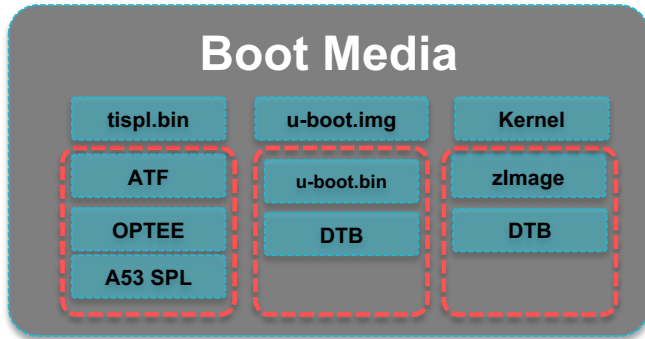 Boot Media
tispl.bin
u-boot.img
Kernel
ATF
OPTEE
A53 SPL
u-boot.bin
DTB
zImage
DTB